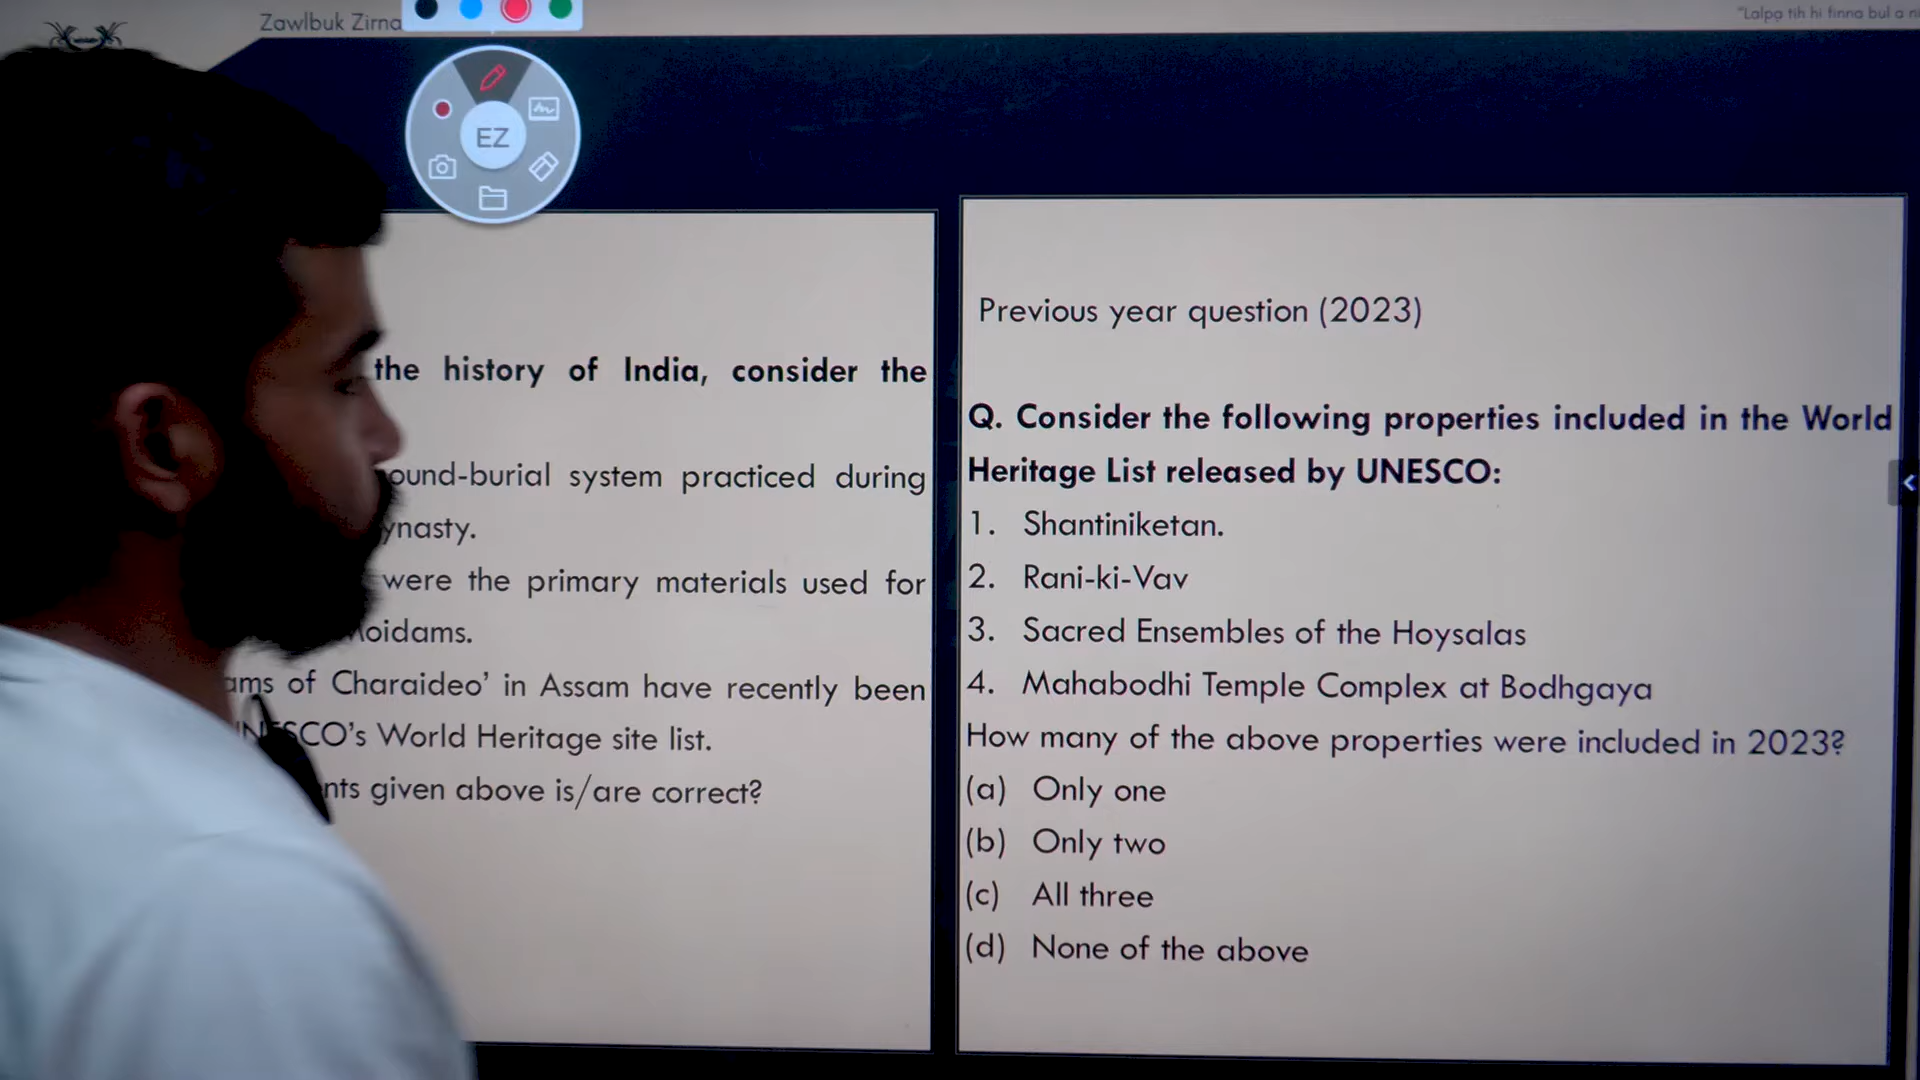 Zawlbuk Zirna
"Lalpa tih hi finna bul a ni
EZ
the history of India, consider the
ound-burial system practiced during
ynasty.
were the primary materials used for
oidams.
ams of Charaideo' in Assam have recently been
NESCO's World Heritage site list.
nts given above is/are correct?
Previous year question (2023)
Q. Consider the following properties included in the World
Heritage List released by UNESCO:
1. Shantiniketan.
2. Rani-ki-Vav
3. Sacred Ensembles of the Hoysalas
4. Mahabodhi Temple Complex at Bodhgaya
How many of the above properties were included in 2023?
(a) Only one
(b) Only two
(c) All three
(d) None of the above